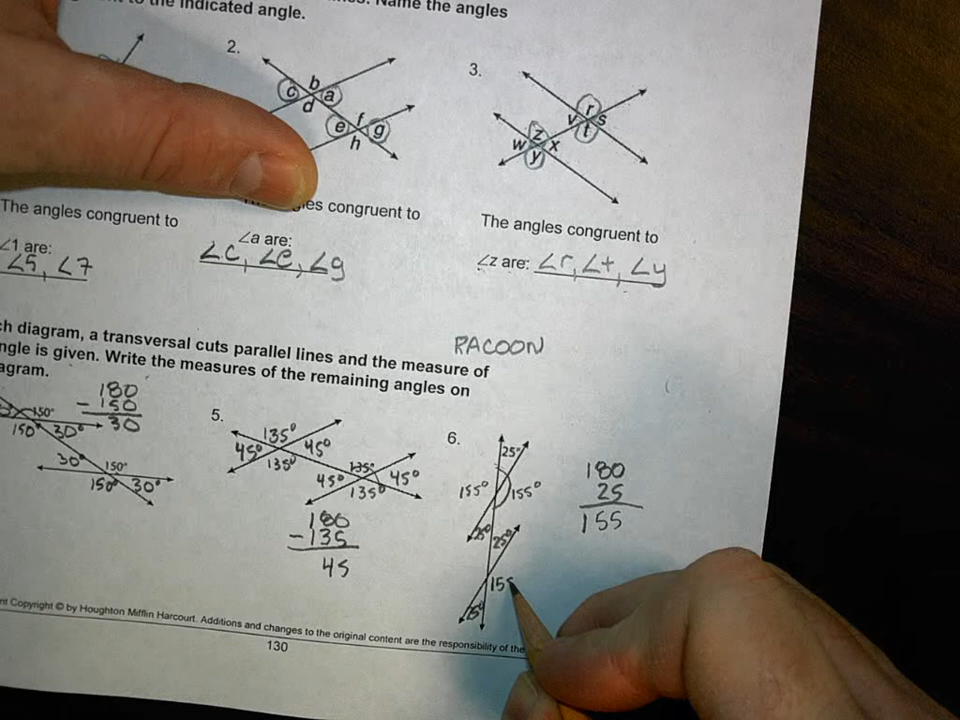 Name the angles
to the indicated angle.
2.
b
c
a
d
f
e
g
h
3.
r
v
s
t
z
w
x
y
The angles congruent to
∠1 are:
∠5, ∠7
les congruent to
∠a are:
∠c, ∠e, ∠g
The angles congruent to
∠z are: ∠r, ∠t, ∠y
RACOON
ch diagram, a transversal cuts parallel lines and the measure of
ngle is given. Write the measures of the remaining angles on
agram.
180
- 150
30
150°
150° 30°
30°
150°
150° 30°
5.
135°
45° 45°
135°
135°
45° 45°
135°
180
- 135
45
6.
25°
155° 155°
25°
25°
155
25°
180
25
155
nt Copyright © by Houghton Mifflin Harcourt. Additions and changes to the original content are the responsibility of the
130